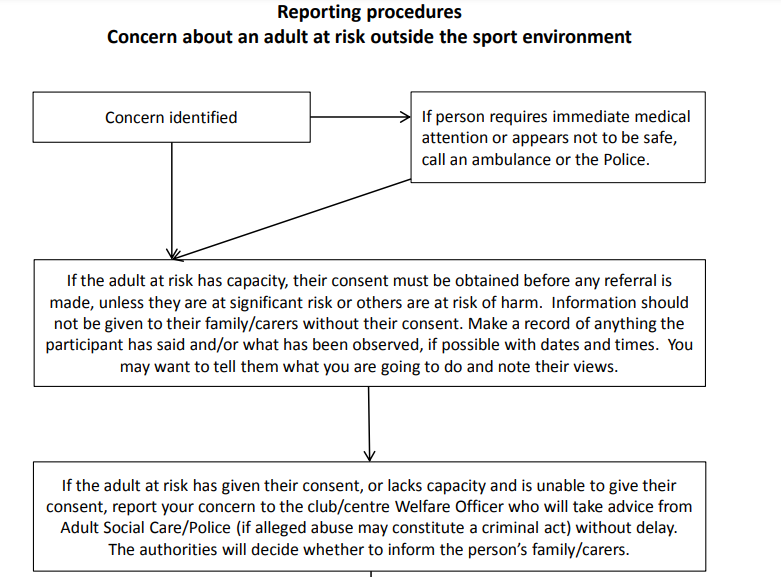 Reporting procedures
Concern about an adult at risk outside the sport environment
Concern identified
If person requires immediate medical
attention or appears not to be safe,
call an ambulance or the Police.
If the adult at risk has capacity, their consent must be obtained before any referral is
made, unless they are at significant risk or others are at risk of harm.  Information should
not be given to their family/carers without their consent. Make a record of anything the
participant has said and/or what has been observed, if possible with dates and times.  You
may want to tell them what you are going to do and note their views.
If the adult at risk has given their consent, or lacks capacity and is unable to give their
consent, report your concern to the club/centre Welfare Officer who will take advice from
Adult Social Care/Police (if alleged abuse may constitute a criminal act) without delay.
The authorities will decide whether to inform the person’s family/carers.